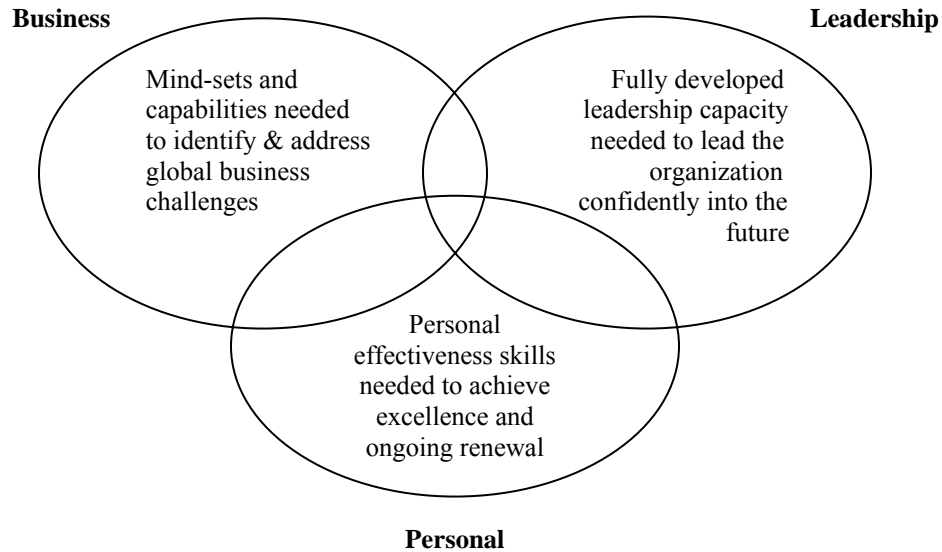 Business
Leadership
Mind-sets and
capabilities needed
to identify & address
global business
challenges
Fully developed
leadership capacity
needed to lead the
organization
confidently into the
future
Personal
effectiveness skills
needed to achieve
excellence and
ongoing renewal
Personal